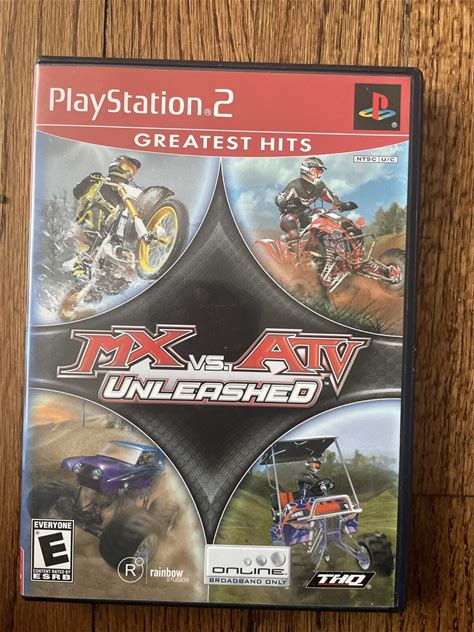 PlayStation®2
GREATEST HITS
NTSC U/C
MX VS. ATV
UNLEASHED
EVERYONE
E
CONTENT RATED BY
ESRB
R
rainbow
STUDIOS
ONLINE
BROADBAND ONLY
THQ